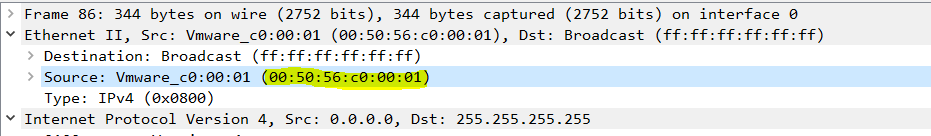 Frame 86: 344 bytes on wire (2752 bits), 344 bytes captured (2752 bits) on interface 0
Ethernet II, Src: Vmware_c0:00:01 (00:50:56:c0:00:01), Dst: Broadcast (ff:ff:ff:ff:ff:ff)
Destination: Broadcast (ff:ff:ff:ff:ff:ff)
Source: Vmware_c0:00:01 (00:50:56:c0:00:01)
Type: IPv4 (0x0800)
Internet Protocol Version 4, Src: 0.0.0.0, Dst: 255.255.255.255